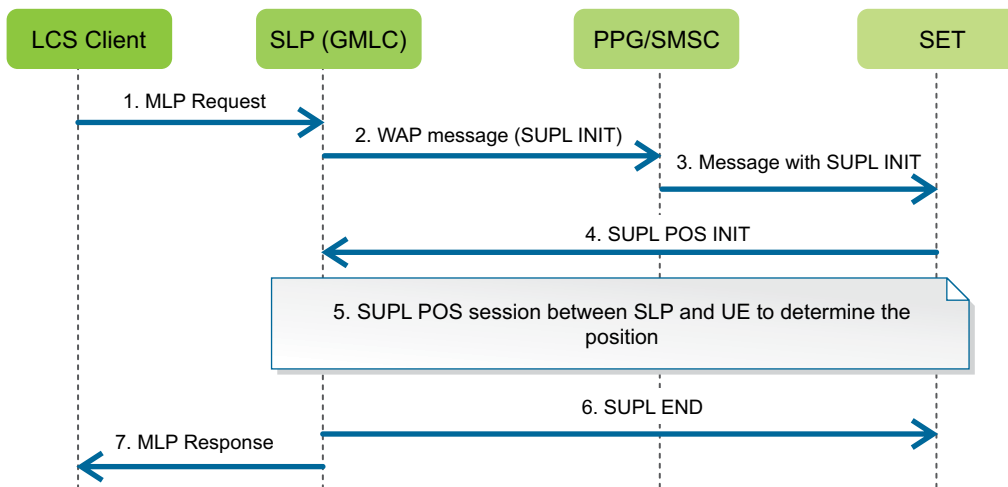 LCS Client
SLP (GMLC)
PPG/SMSC
SET
1. MLP Request
2. WAP message (SUPL INIT)
3. Message with SUPL INIT
4. SUPL POS INIT
5. SUPL POS session between SLP and UE to determine the
position
6. SUPL END
7. MLP Response